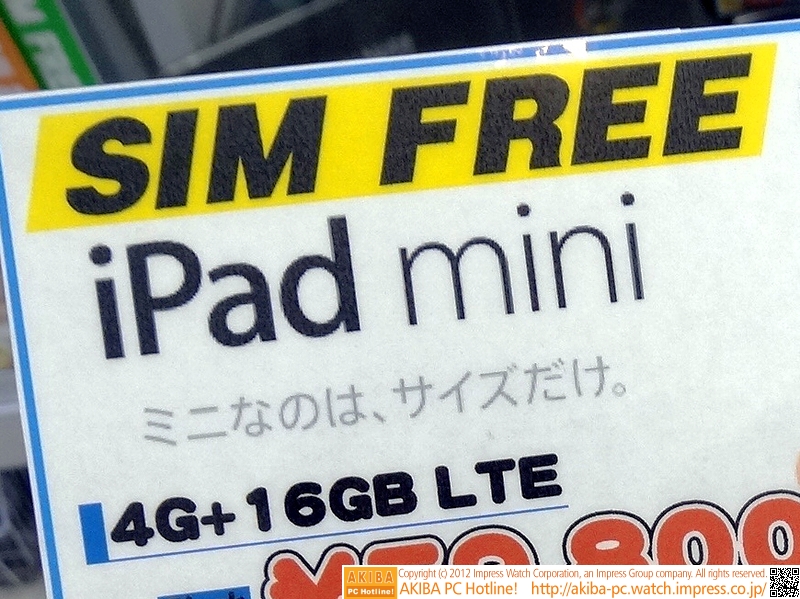 SIM FREE
iPad mini
ミニなのは、サイズだけ。
4G+16GB LTE
AKIBA PC Hotline!
Copyright (c) 2012 Impress Watch Corporation, an Impress Group company. All rights reserved.
AKIBA PC Hotline! http://akiba-pc.watch.impress.co.jp/